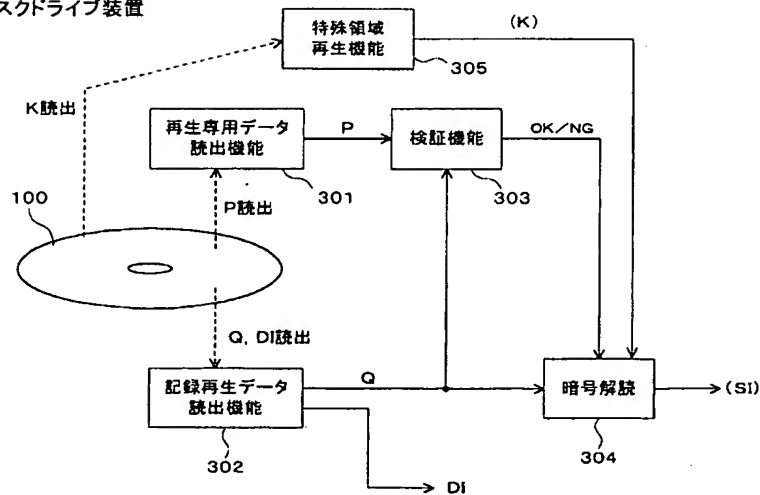 スクドライブ装置
特殊領域
再生機能
(K)
305
K読出
再生専用データ
読出機能
P
検証機能
OK/NG
301
303
100
P読出
Q, DI読出
記録再生データ
読出機能
Q
暗号解読
(SI)
302
304
DI